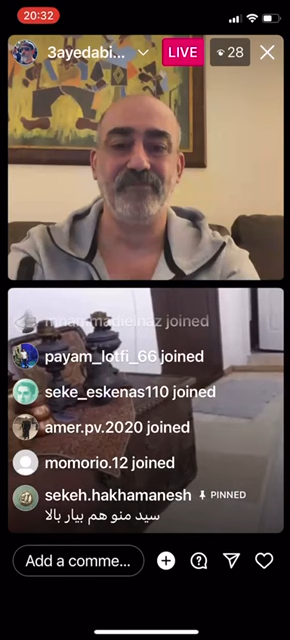 20:32
3ayedabi...
LIVE
28
joined
payam_lotfi_66 joined
seke_eskenas110 joined
amer.pv.2020 joined
momorio.12 joined
sekeh.hakhamanesh PINNED
سید منو هم بیار بالا
Add a comme...